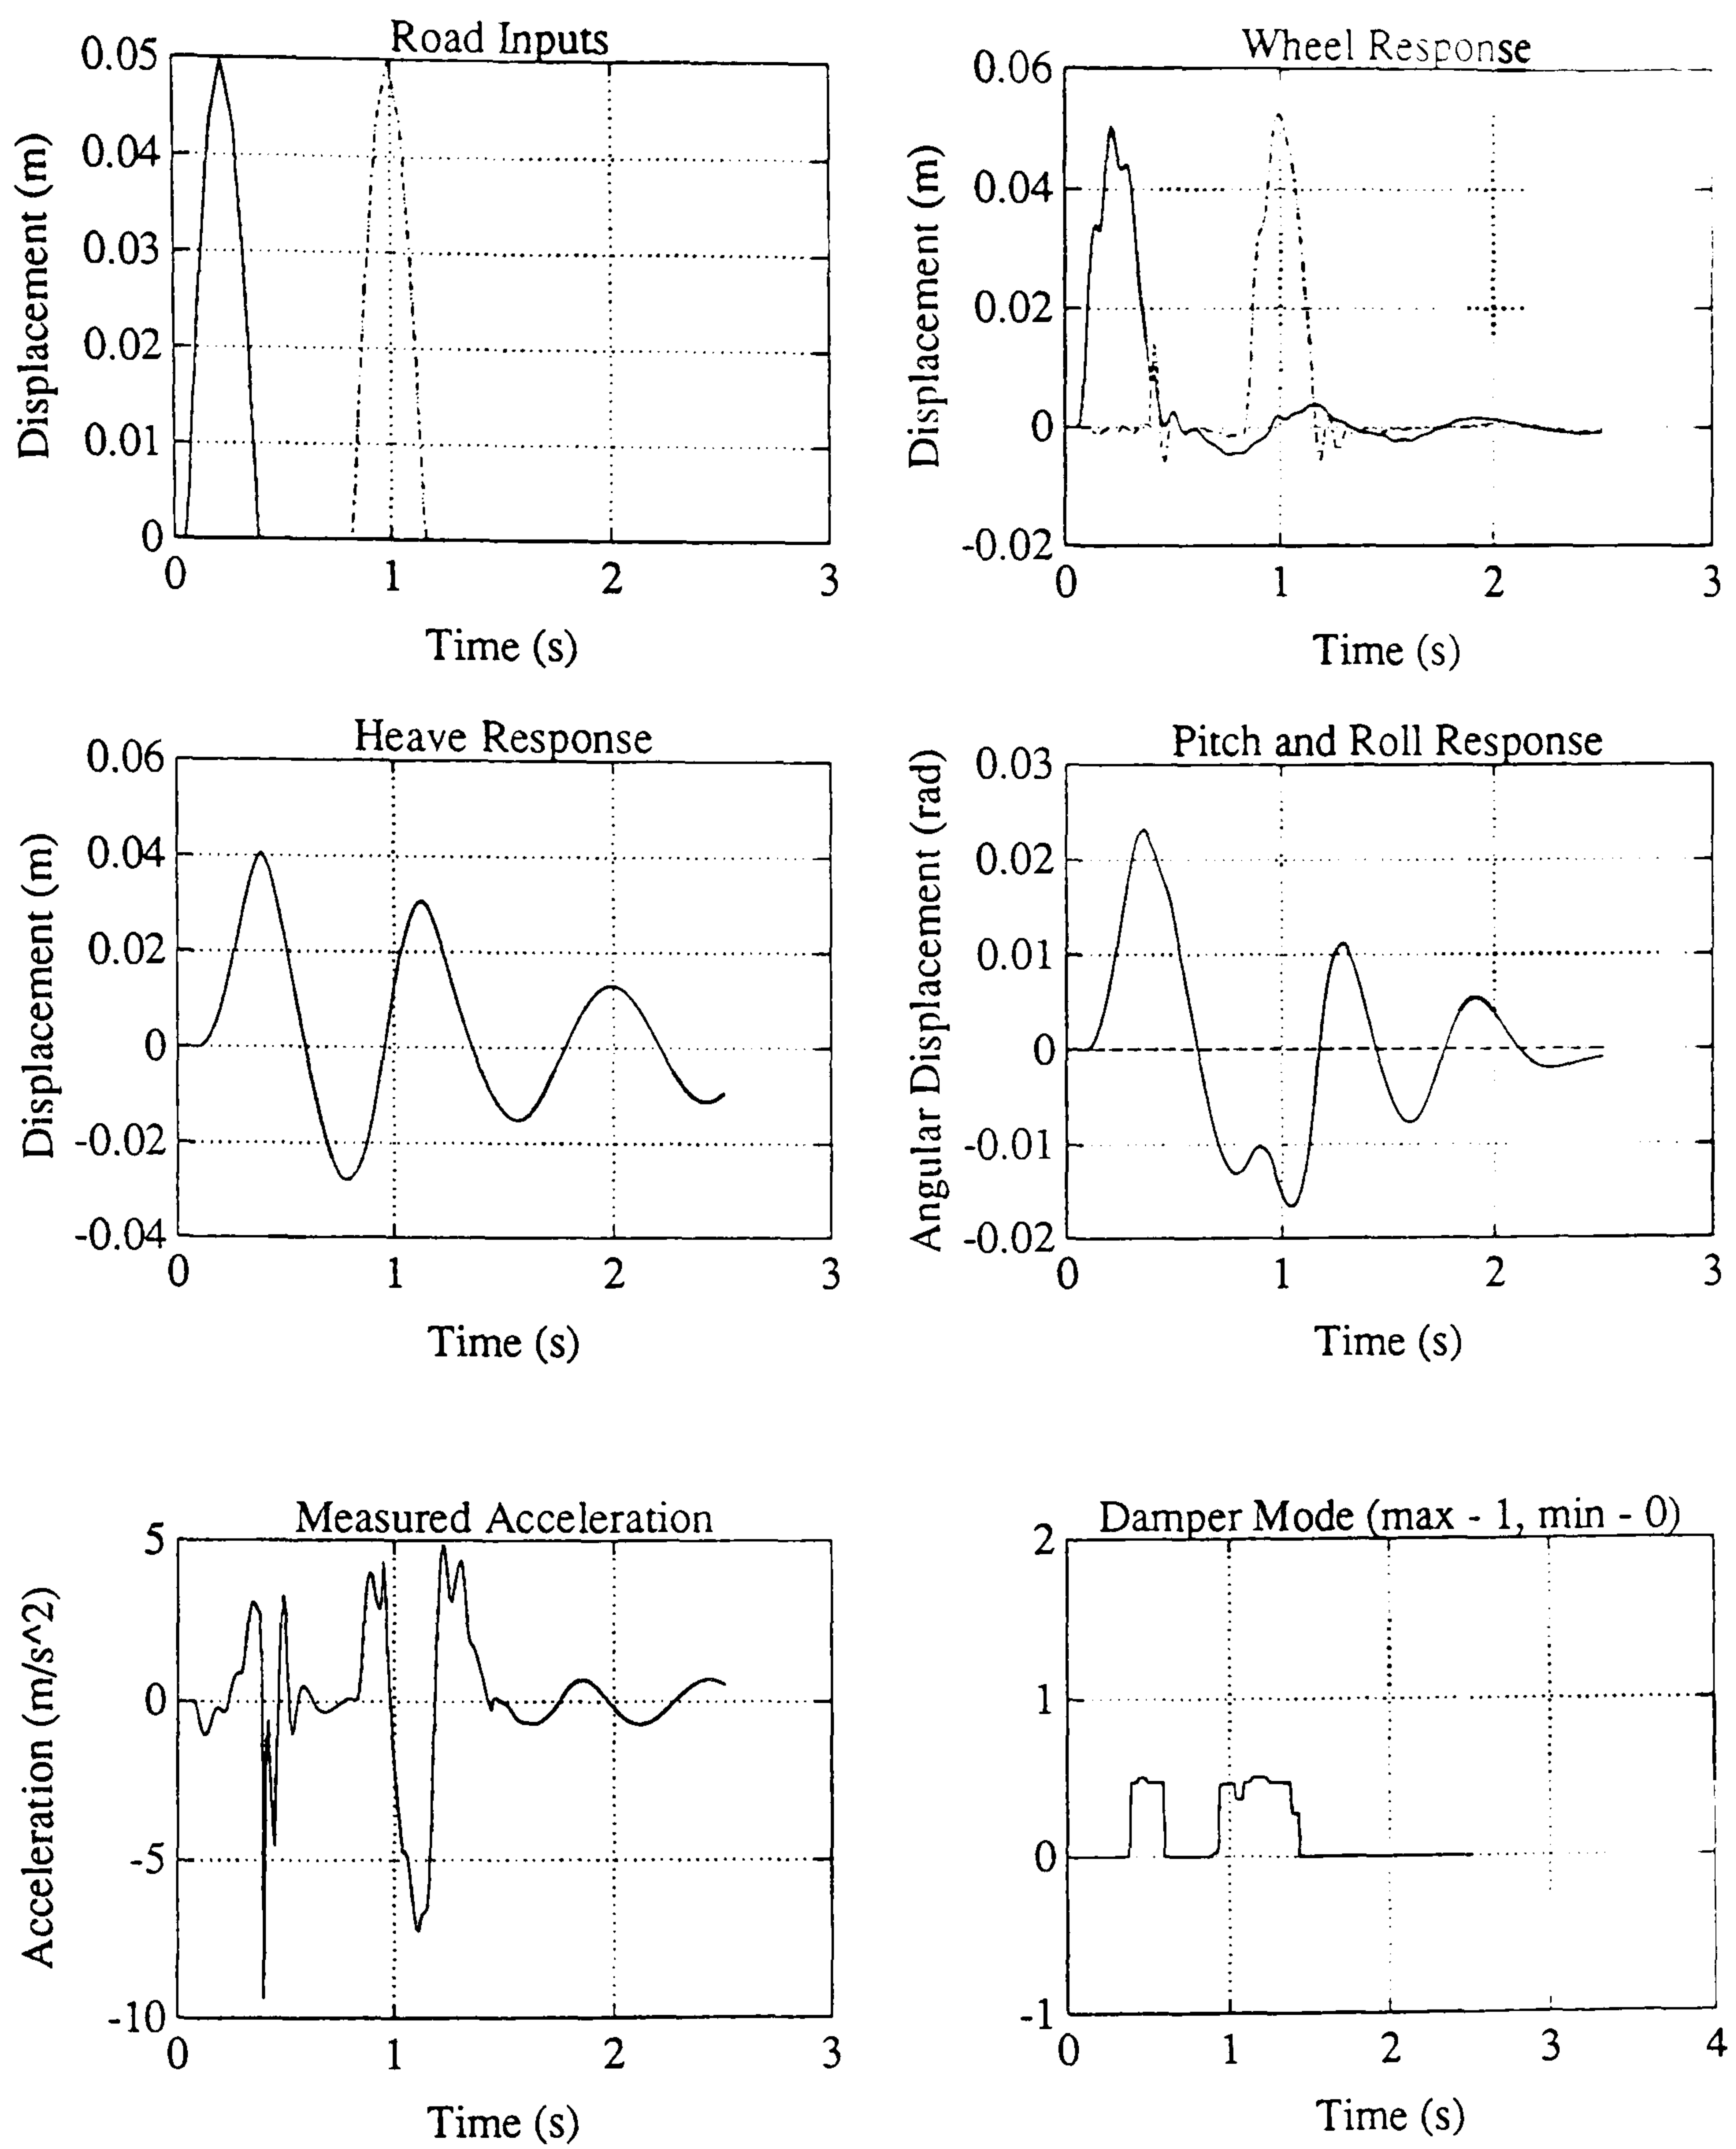 Road Inputs
Displacement (m)
0.05
0.04
0.03
0.02
0.01
0
0 1 2 3
Time (s)
Wheel Response
Displacement (m)
0.06
0.04
0.02
0
-0.02
0 1 2 3
Time (s)
Heave Response
Displacement (m)
0.06
0.04
0.02
0
-0.02
-0.04
0 1 2 3
Time (s)
Pitch and Roll Response
Angular Displacement (rad)
0.03
0.02
0.01
0
-0.01
-0.02
0 1 2 3
Time (s)
Measured Acceleration
Acceleration (m/s^2)
5
0
-5
-10
0 1 2 3
Time (s)
Damper Mode (max - 1, min - 0)
2
1
0
-1
0 1 2 3 4
Time (s)